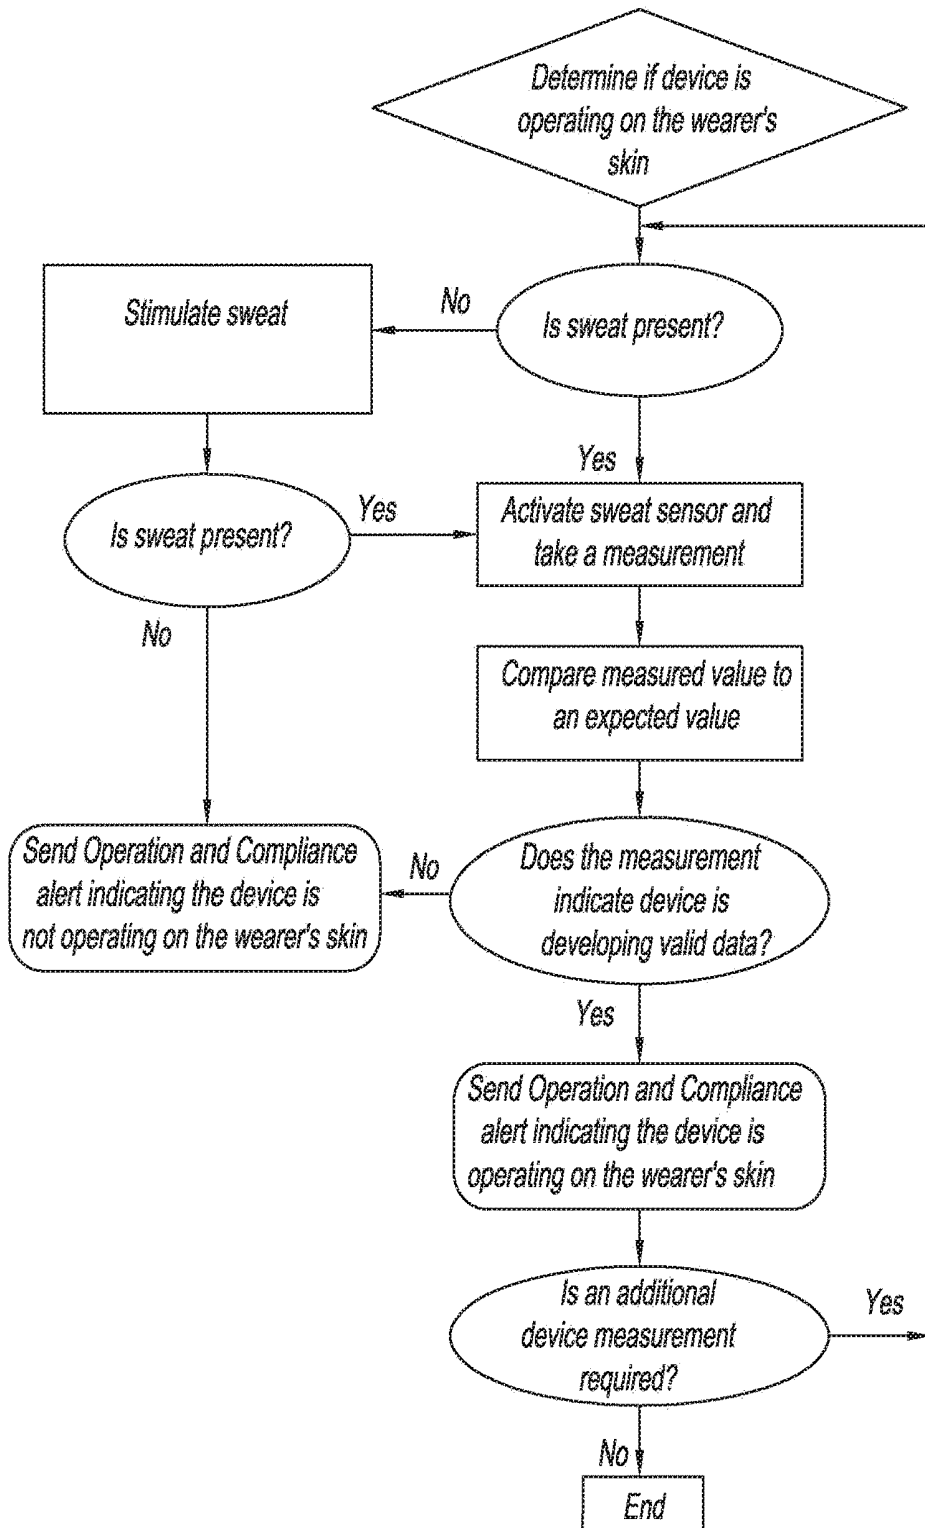 Determine if device is
operating on the wearer's
skin
Stimulate sweat
No
Is sweat present?
Yes
Is sweat present?
Yes
Activate sweat sensor and
take a measurement
No
Compare measured value to
an expected value
Send Operation and Compliance
alert indicating the device is
not operating on the wearer's skin
No
Does the measurement
indicate device is
developing valid data?
Yes
Send Operation and Compliance
alert indicating the device is
operating on the wearer's skin
Is an additional
device measurement
required?
Yes
No
End